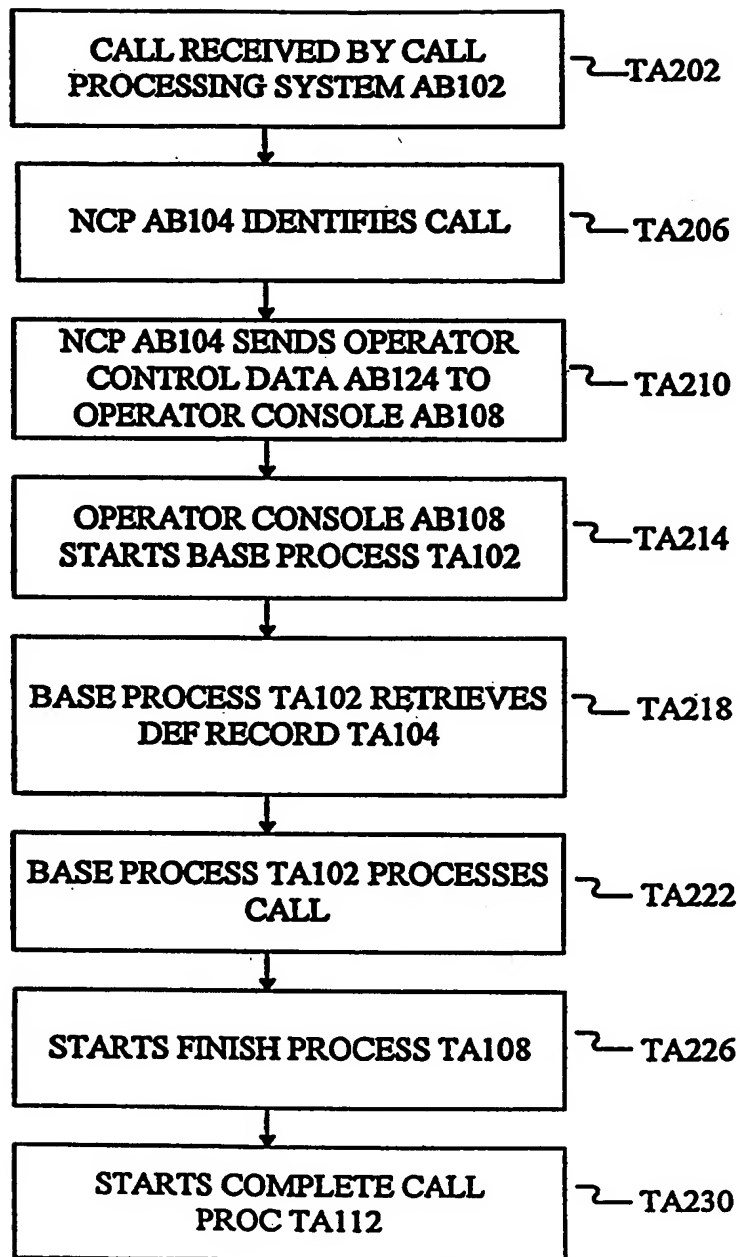 CALL RECEIVED BY CALL
PROCESSING SYSTEM AB102
TA202
NCP AB104 IDENTIFIES CALL
TA206
NCP AB104 SENDS OPERATOR
CONTROL DATA AB124 TO
OPERATOR CONSOLE AB108
TA210
OPERATOR CONSOLE AB108
STARTS BASE PROCESS TA102
TA214
BASE PROCESS TA102 RETRIEVES
DEF RECORD TA104
TA218
BASE PROCESS TA102 PROCESSES
CALL
TA222
STARTS FINISH PROCESS TA108
TA226
STARTS COMPLETE CALL
PROC TA112
TA230